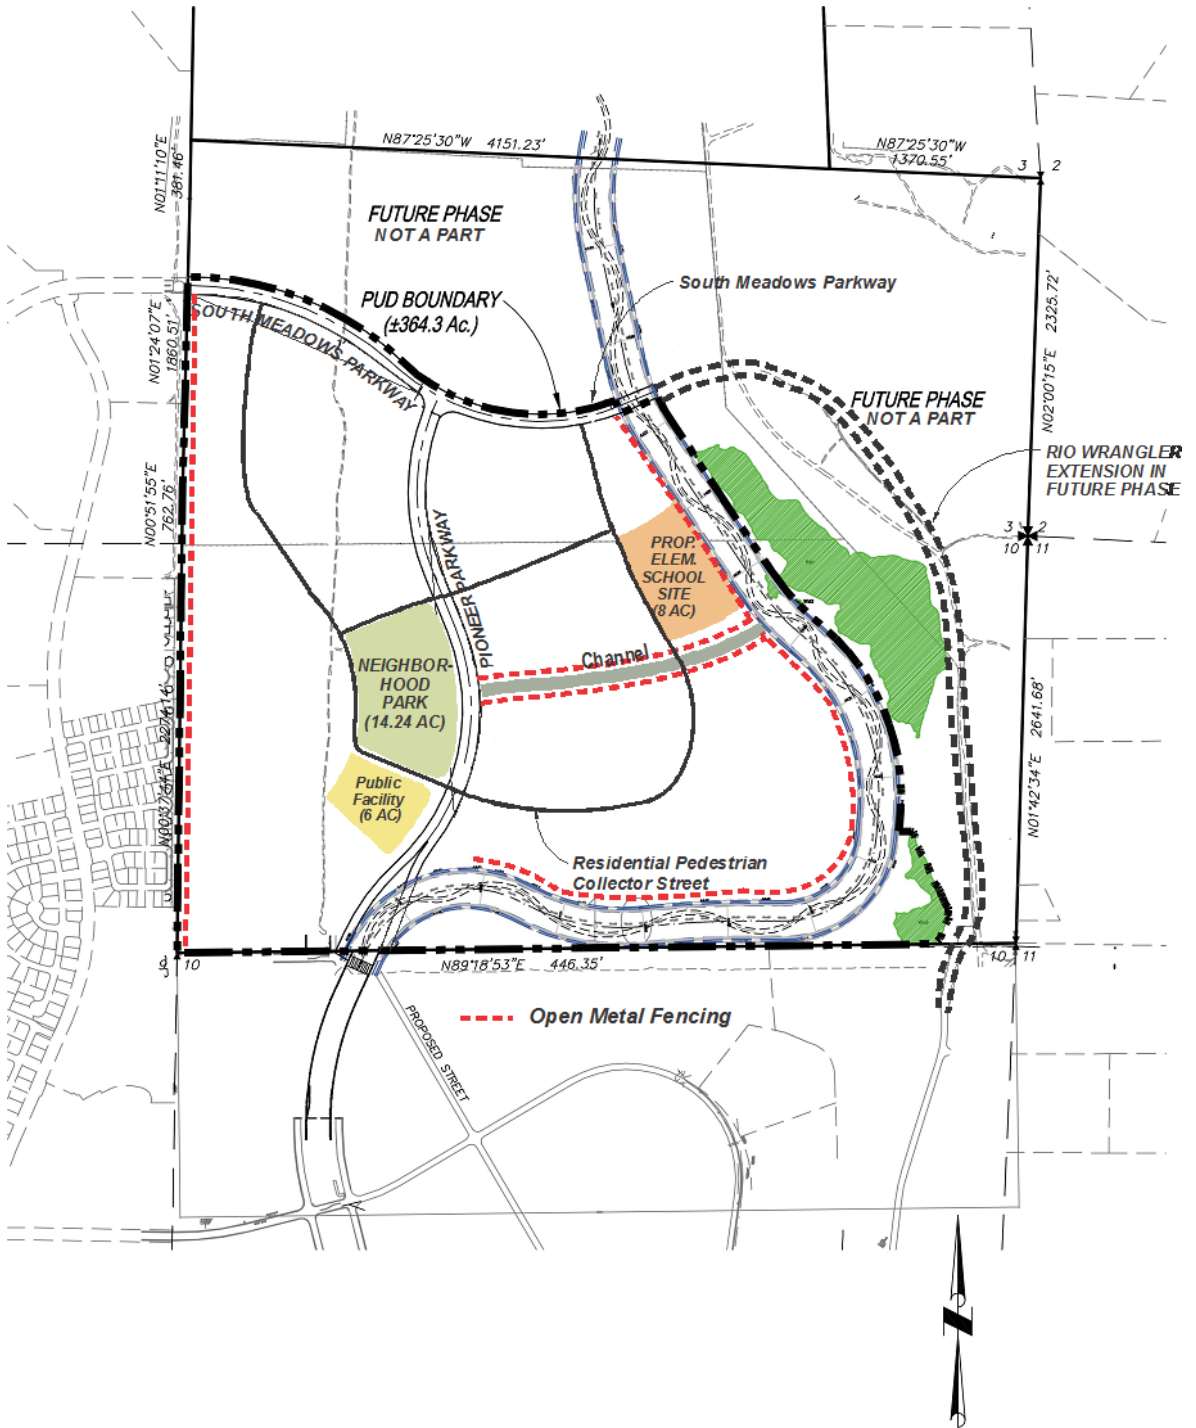 N87°25'30"W 4151.23'
N87°25'30"W
1370.55'
3 2
N01°11'10"E
381.46'
FUTURE PHASE
NOT A PART
South Meadows Parkway
PUD BOUNDARY
(±364.3 Ac.)
SOUTH MEADOWS PARKWAY
N01°24'07"E
1860.51'
N02°00'15"E 2325.72'
FUTURE PHASE
NOT A PART
RIO WRANGLER
EXTENSION IN
FUTURE PHASE
N00°51'55"E
762.76'
3 2
10 11
PIONEER PARKWAY
PROP.
ELEM.
SCHOOL
SITE
(8 AC)
Channel
NEIGHBOR-
HOOD
PARK
(14.24 AC)
N00°37'44"E
N01°42'34"E 2641.68'
Public
Facility
(6 AC)
Residential Pedestrian
Collector Street
9 10
N89°18'53"E 446.35'
10 11
Open Metal Fencing
PROPOSED STREET